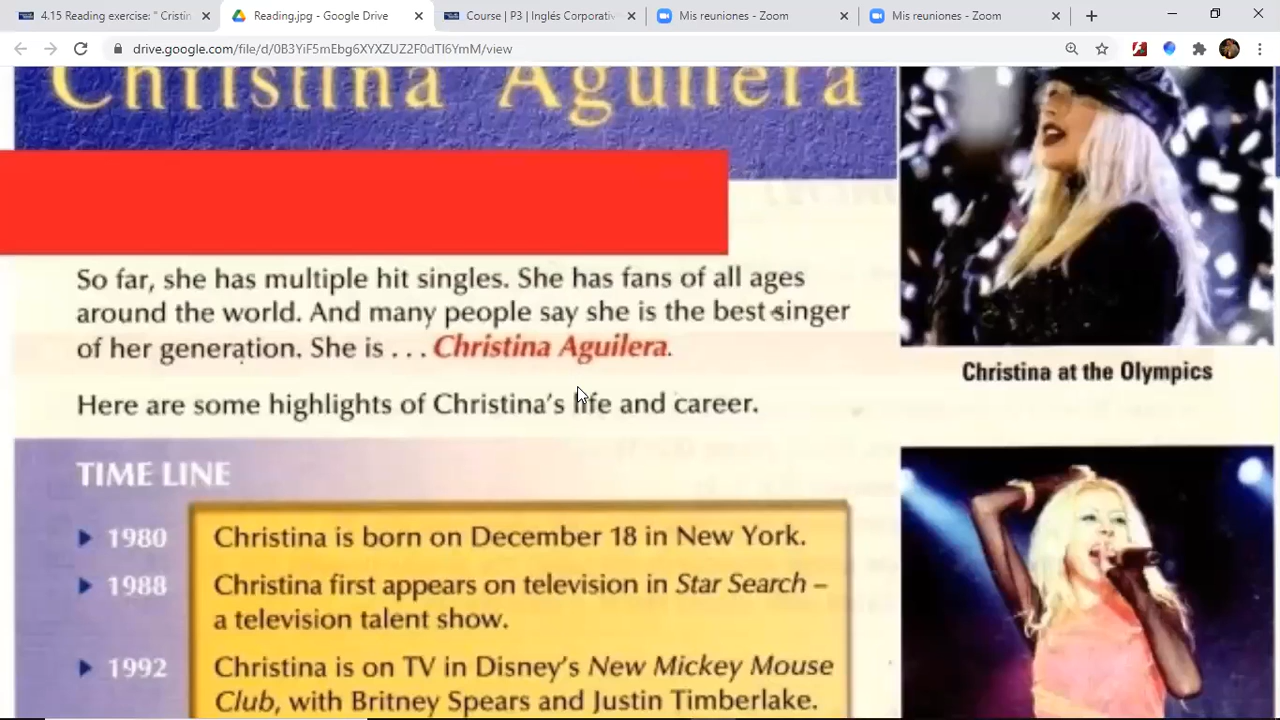 4.15 Reading exercise: " Cristin
Reading.jpg - Google Drive
Course | P3 | Inglés Corporativ
Mis reuniones - Zoom
Mis reuniones - Zoom
drive.google.com/file/d/0B3YiF5mEbg6XYXZUZ2F0dTl6YmM/view
Christina Aguilera
So far, she has multiple hit singles. She has fans of all ages
around the world. And many people say she is the best singer
of her generation. She is . . . Christina Aguilera.
Christina at the Olympics
Here are some highlights of Christina's life and career.
TIME LINE
1980 Christina is born on December 18 in New York.
1988 Christina first appears on television in Star Search –
a television talent show.
1992 Christina is on TV in Disney's New Mickey Mouse
Club, with Britney Spears and Justin Timberlake.